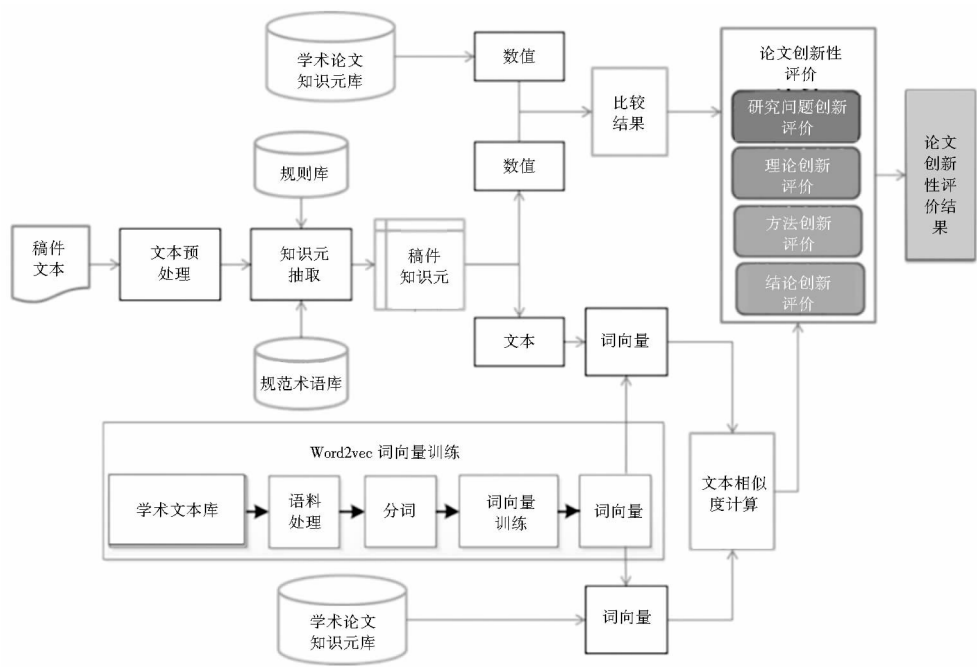 学术论文
知识元库
数值
比较
结果
论文创新性
评价
研究问题创新
评价
理论创新
评价
方法创新
评价
结论创新
评价
论文
创新
性评
价结
果
规则库
数值
稿件
文本
文本预
处理
知识元
抽取
稿件
知识元
规范术语库
文本
词向量
Word2vec 词向量训练
学术文本库
语料
处理
分词
词向量
训练
词向量
文本相似
度计算
学术论文
知识元库
词向量